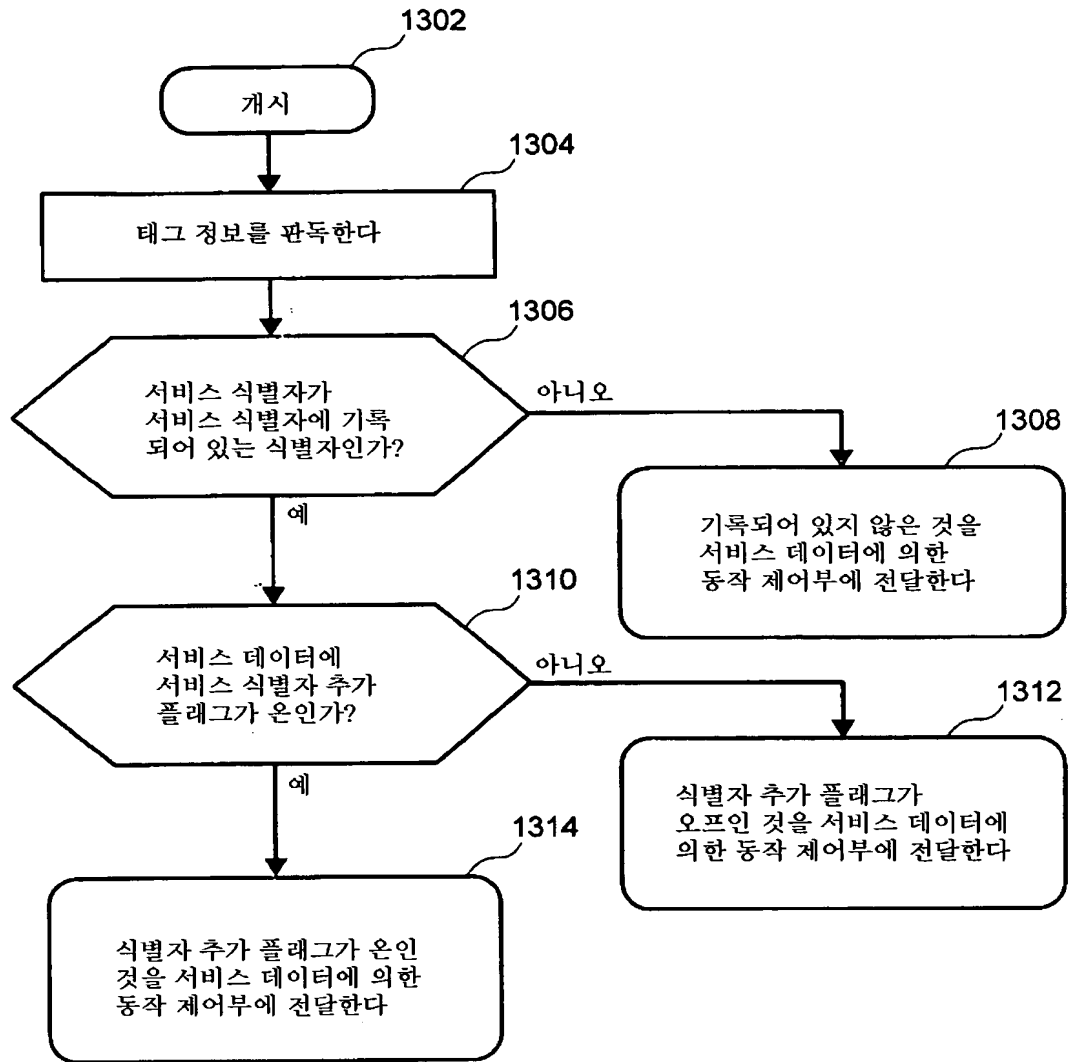 1302
개시
1304
태그 정보를 판독한다
1306
서비스 식별자가
서비스 식별자에 기록
되어 있는 식별자인가?
아니오
1308
예
기록되어 있지 않은 것을
서비스 데이터에 의한
동작 제어부에 전달한다
1310
서비스 데이터에
서비스 식별자 추가
플래그가 온인가?
아니오
1312
예
식별자 추가 플래그가
오프인 것을 서비스 데이터에
의한 동작 제어부에 전달한다
1314
식별자 추가 플래그가 온인
것을 서비스 데이터에 의한
동작 제어부에 전달한다